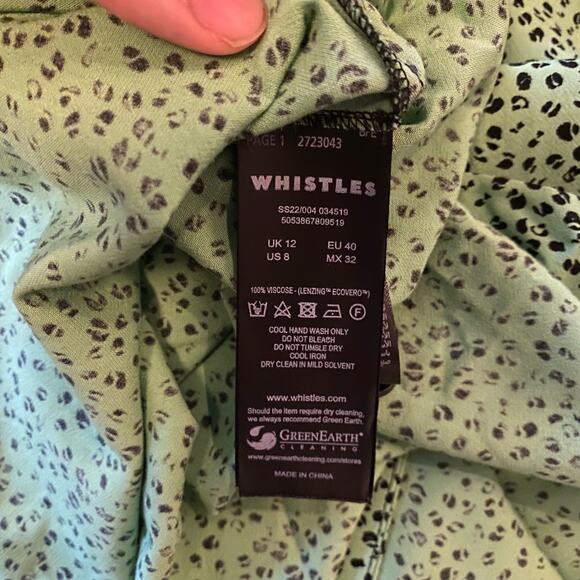 PAGE 1 2723043
WHISTLES
SS22/004 034519
5053867809519
UK 12 EU 40
US 8 MX 32
100% VISCOSE - (LENZING™ ECOVERO™)
F
COOL HAND WASH ONLY
DO NOT BLEACH
DO NOT TUMBLE DRY
COOL IRON
DRY CLEAN IN MILD SOLVENT
www.whistles.com
Should the item require dry cleaning,
we always recommend Green Earth.
GREENEARTH®
CLEANING
www.greenearthcleaning.com/stores
MADE IN CHINA